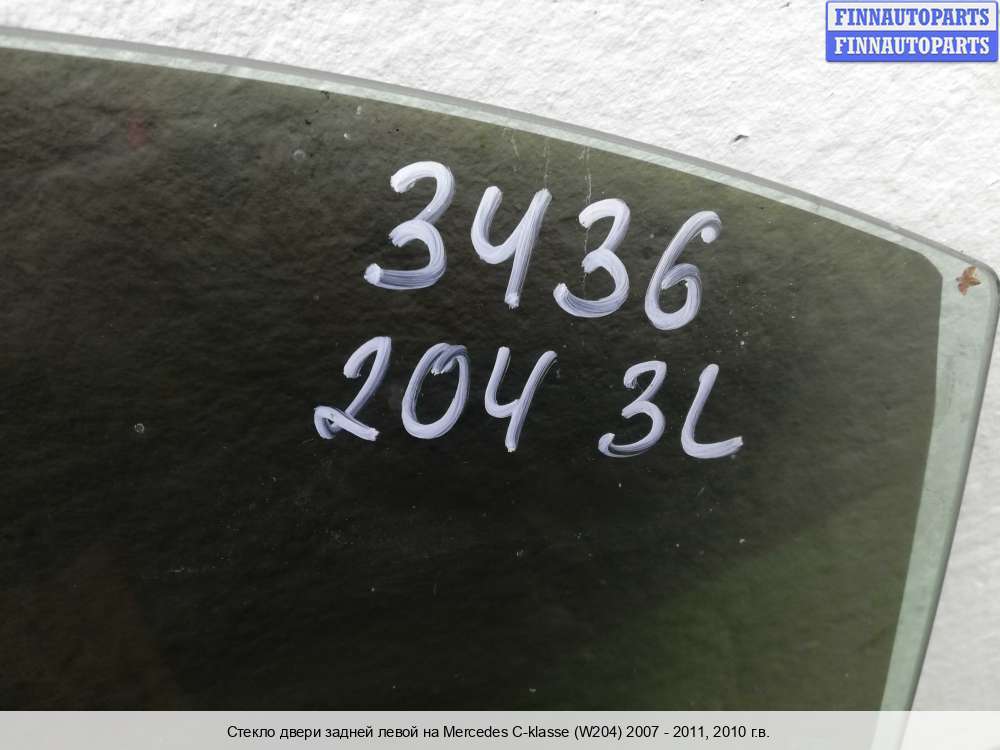 FINNAUTOPARTS
FINNAUTOPARTS
3436
204 3L
Стекло двери задней левой на Mercedes C-klasse (W204) 2007 - 2011, 2010 г.в.